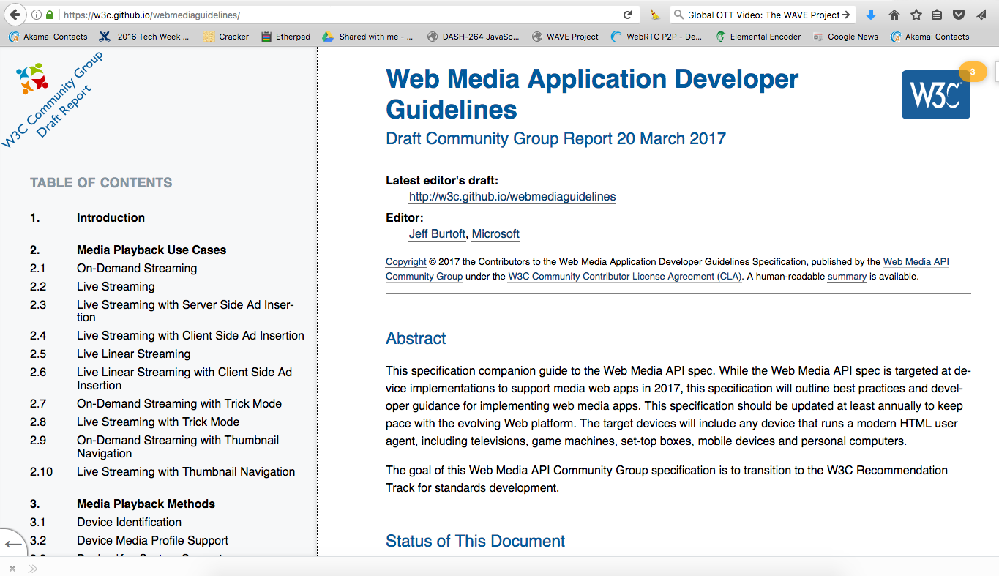 https://w3c.github.io/webmediaguidelines/
Global OTT Video: The WAVE Project
Akamai Contacts
2016 Tech Week ...
Cracker
Etherpad
Shared with me - ...
DASH-264 JavaSc...
WAVE Project
WebRTC P2P - De...
Elemental Encoder
Google News
Akamai Contacts
W3C Community Group
Draft Report
TABLE OF CONTENTS
1. Introduction
2. Media Playback Use Cases
2.1 On-Demand Streaming
2.2 Live Streaming
2.3 Live Streaming with Server Side Ad Inser-
tion
2.4 Live Streaming with Client Side Ad Insertion
2.5 Live Linear Streaming
2.6 Live Linear Streaming with Client Side Ad
Insertion
2.7 On-Demand Streaming with Trick Mode
2.8 Live Streaming with Trick Mode
2.9 On-Demand Streaming with Thumbnail
Navigation
2.10 Live Streaming with Thumbnail Navigation
3. Media Playback Methods
3.1 Device Identification
3.2 Device Media Profile Support
Web Media Application Developer
Guidelines
W3C
3
Draft Community Group Report 20 March 2017
Latest editor's draft:
http://w3c.github.io/webmediaguidelines
Editor:
Jeff Burtoft, Microsoft
Copyright © 2017 the Contributors to the Web Media Application Developer Guidelines Specification, published by the Web Media API
Community Group under the W3C Community Contributor License Agreement (CLA). A human-readable summary is available.
Abstract
This specification companion guide to the Web Media API spec. While the Web Media API spec is targeted at de-
vice implementations to support media web apps in 2017, this specification will outline best practices and devel-
oper guidance for implementing web media apps. This specification should be updated at least annually to keep
pace with the evolving Web platform. The target devices will include any device that runs a modern HTML user
agent, including televisions, game machines, set-top boxes, mobile devices and personal computers.
The goal of this Web Media API Community Group specification is to transition to the W3C Recommendation
Track for standards development.
Status of This Document